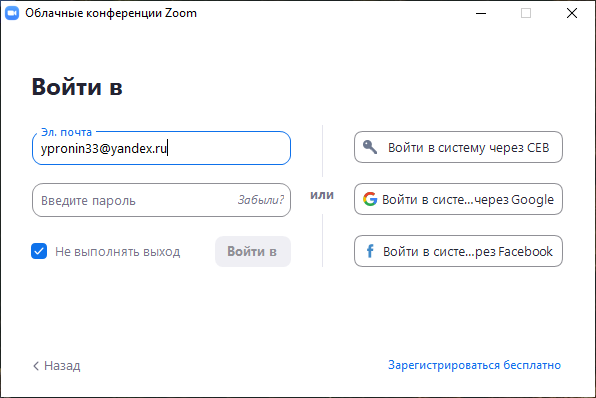 Облачные конференции Zoom
Войти в
Эл. почта
ypronin33@yandex.ru
Введите пароль
Забыли?
Не выполнять выход
Войти в
или
Войти в систему через СЕВ
Войти в систе...через Google
Войти в систе...рез Facebook
Назад
Зарегистрироваться бесплатно